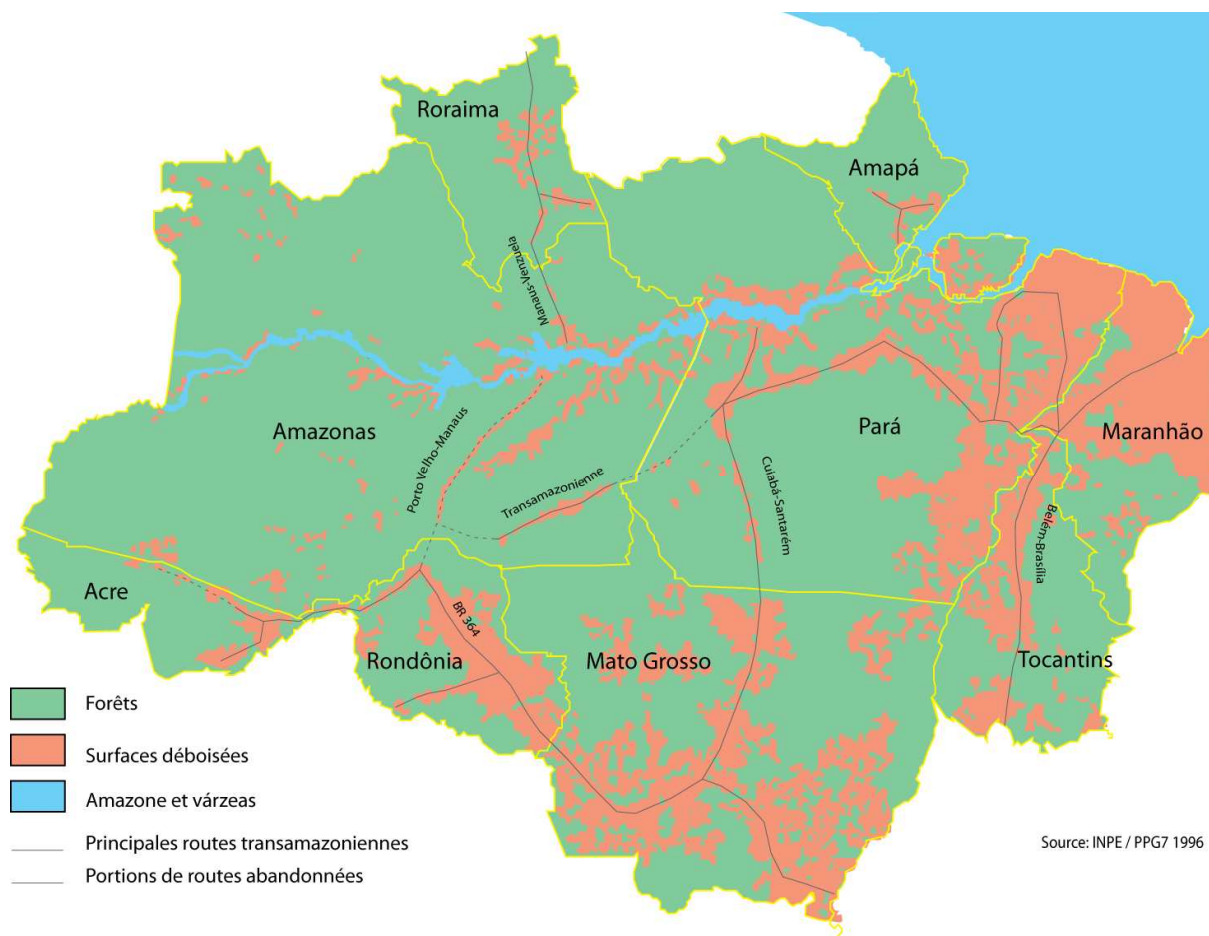 Roraima
Amapá
Manaus-Venzuela
Amazonas
Porto Velho-Manaus
Transamazonienne
Pará
Cuiabá-Santarém
Maranhão
Belém-Brasília
Acre
BR 364
Rondônia
Mato Grosso
Tocantins
Forêts
Surfaces déboisées
Amazone et várzeas
Principales routes transamazoniennes
Portions de routes abandonnées
Source: INPE / PPG7 1996